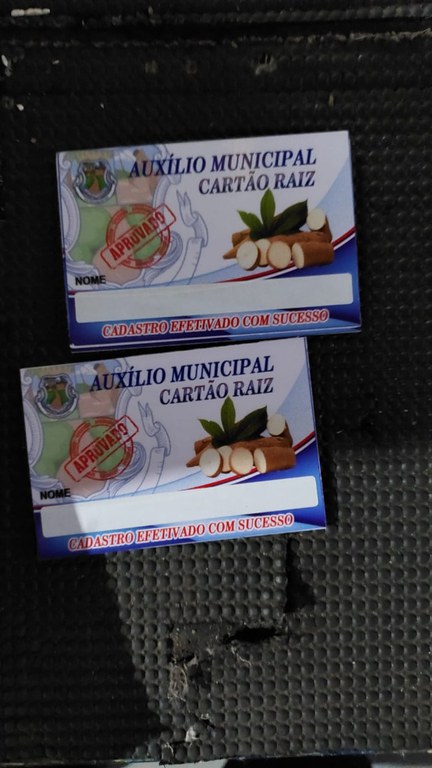 AUXÍLIO MUNICIPAL
CARTÃO RAIZ
APROVADO
NOME
CADASTRO EFETIVADO COM SUCESSO
AUXÍLIO MUNICIPAL
CARTÃO RAIZ
APROVADO
NOME
CADASTRO EFETIVADO COM SUCESSO